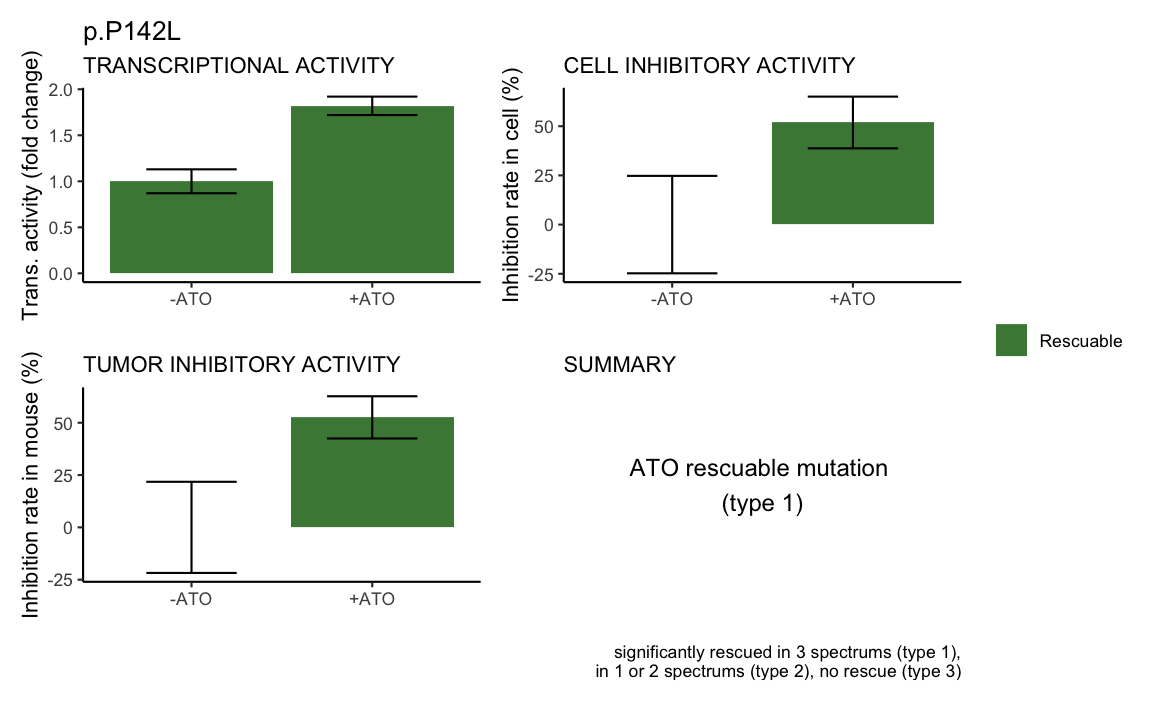 p.P142L
TRANSCRIPTIONAL ACTIVITY
Trans. activity (fold change)
2.0
1.5
1.0
0.5
0.0
-ATO
+ATO
CELL INHIBITORY ACTIVITY
Inhibition rate in cell (%)
50
25
0
-25
-ATO
+ATO
Rescuable
TUMOR INHIBITORY ACTIVITY
Inhibition rate in mouse (%)
50
25
0
-25
-ATO
+ATO
SUMMARY
ATO rescuable mutation
(type 1)
significantly rescued in 3 spectrums (type 1),
in 1 or 2 spectrums (type 2), no rescue (type 3)